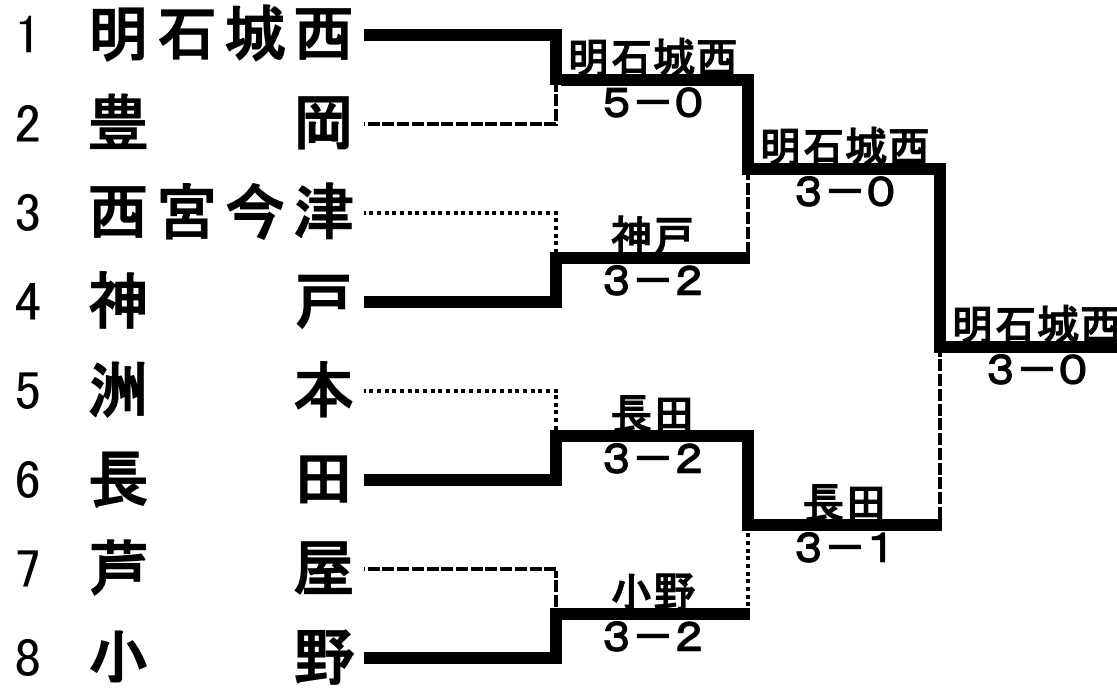 1 明石城西
2 豊岡
3 西宮今津
4 神戸
5 洲本
6 長田
7 芦屋
8 小野
明石城西
5－0
神戸
3－2
長田
3－2
小野
3－2
明石城西
3－0
長田
3－1
明石城西
3－0